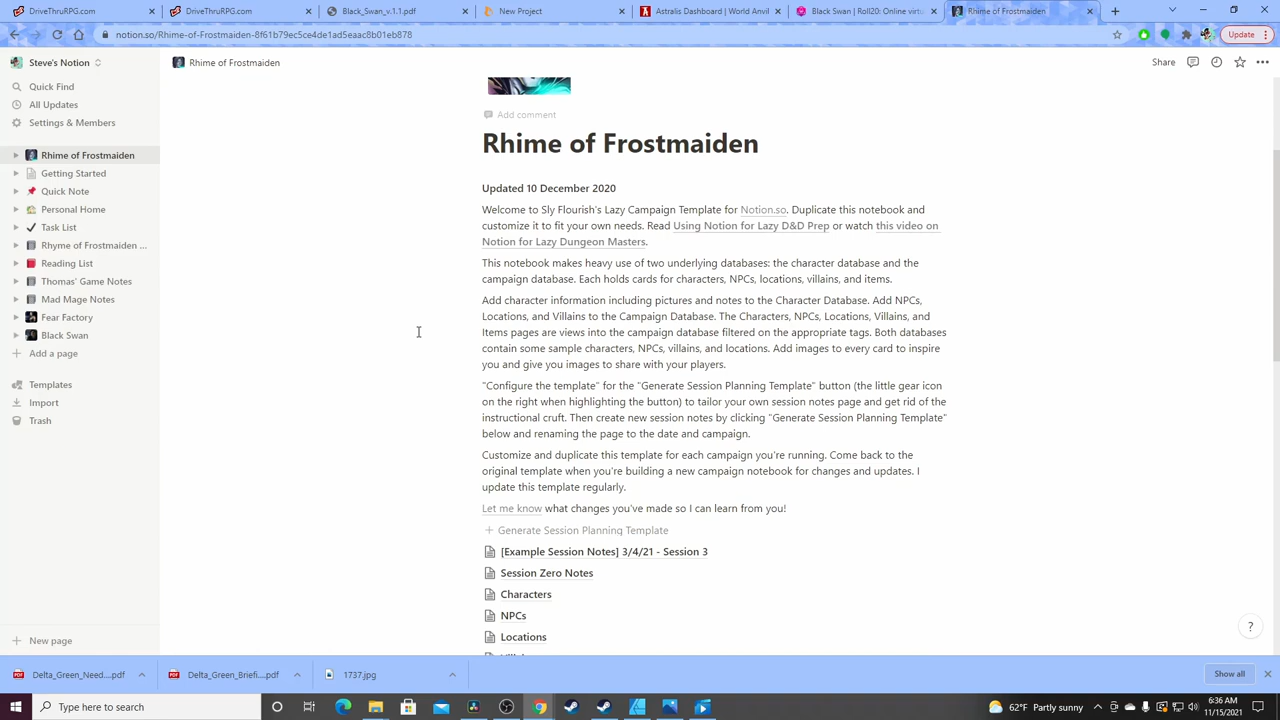 DriveThruRPG.com
DriveThruRPG.com
Black_Swan_v.1.1.pdf
New Project
Astralis Dashboard | World Anvil
Black Swan | Roll20: Online virtu
Rhime of Frostmaiden
notion.so/Rhime-of-Frostmaiden-8f61b79ec5ce4de1ad5eaac8b01eb878
Update
Steve's Notion
Rhime of Frostmaiden
Share
Quick Find
All Updates
Settings & Members
Rhime of Frostmaiden
Getting Started
Quick Note
Personal Home
Task List
Rhyme of Frostmaiden ...
Reading List
Thomas' Game Notes
Mad Mage Notes
Fear Factory
Black Swan
Add a page
Templates
Import
Trash
New page
Add comment
Rhime of Frostmaiden
Updated 10 December 2020
Welcome to Sly Flourish's Lazy Campaign Template for Notion.so. Duplicate this notebook and
customize it to fit your own needs. Read Using Notion for Lazy D&D Prep or watch this video on
Notion for Lazy Dungeon Masters.
This notebook makes heavy use of two underlying databases: the character database and the
campaign database. Each holds cards for characters, NPCs, locations, villains, and items.
Add character information including pictures and notes to the Character Database. Add NPCs,
Locations, and Villains to the Campaign Database. The Characters, NPCs, Locations, Villains, and
Items pages are views into the campaign database filtered on the appropriate tags. Both databases
contain some sample characters, NPCs, villains, and locations. Add images to every card to inspire
you and give you images to share with your players.
"Configure the template" for the "Generate Session Planning Template" button (the little gear icon
on the right when highlighting the button) to tailor your own session notes page and get rid of the
instructional cruft. Then create new session notes by clicking "Generate Session Planning Template"
below and renaming the page to the date and campaign.
Customize and duplicate this template for each campaign you're running. Come back to the
original template when you're building a new campaign notebook for changes and updates. I
update this template regularly.
Let me know what changes you've made so I can learn from you!
Generate Session Planning Template
[Example Session Notes] 3/4/21 - Session 3
Session Zero Notes
Characters
NPCs
Locations
?
Delta_Green_Need....pdf
Delta_Green_Briefi....pdf
1737.jpg
Show all
Type here to search
62°F Partly sunny
6:36 AM
11/15/2021